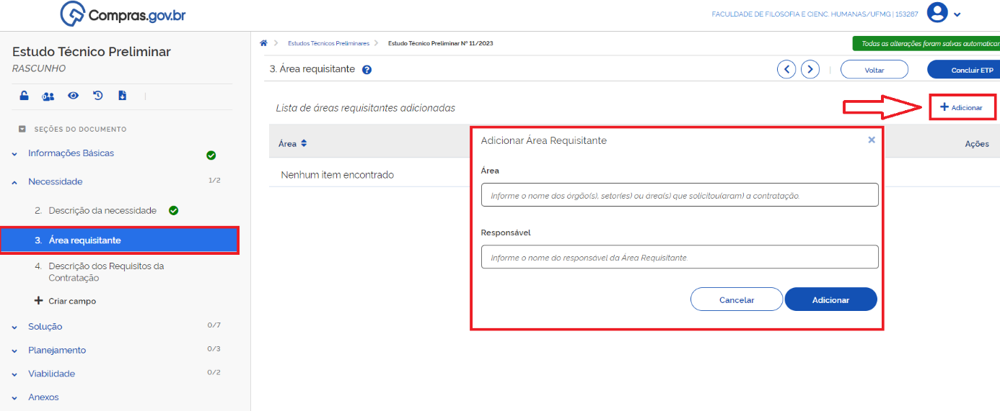 Compras.gov.br
FACULDADE DE FILOSOFIA E CIENC. HUMANAS/UFMG | 153287
Estudo Técnico Preliminar
RASCUNHO
SEÇÕES DO DOCUMENTO
Informações Básicas
Necessidade 1/2
2. Descrição da necessidade
3. Área requisitante
4. Descrição dos Requisitos da
Contratação
Criar campo
Solução 0/7
Planejamento 0/3
Viabilidade 0/2
Anexos
Estudos Técnicos Preliminares
Estudo Técnico Preliminar Nº 11/2023
Todas as alterações foram salvas automatican
3. Área requisitante
Voltar
Concluir ETP
Lista de áreas requisitantes adicionadas
+ Adicionar
Área
Ações
Nenhum item encontrado
Adicionar Área Requisitante
Área
Informe o nome dos órgão(s), setor(es) ou área(s) que solicitou(aram) a contratação.
Responsável
Informe o nome do responsável da Área Requisitante.
Cancelar
Adicionar